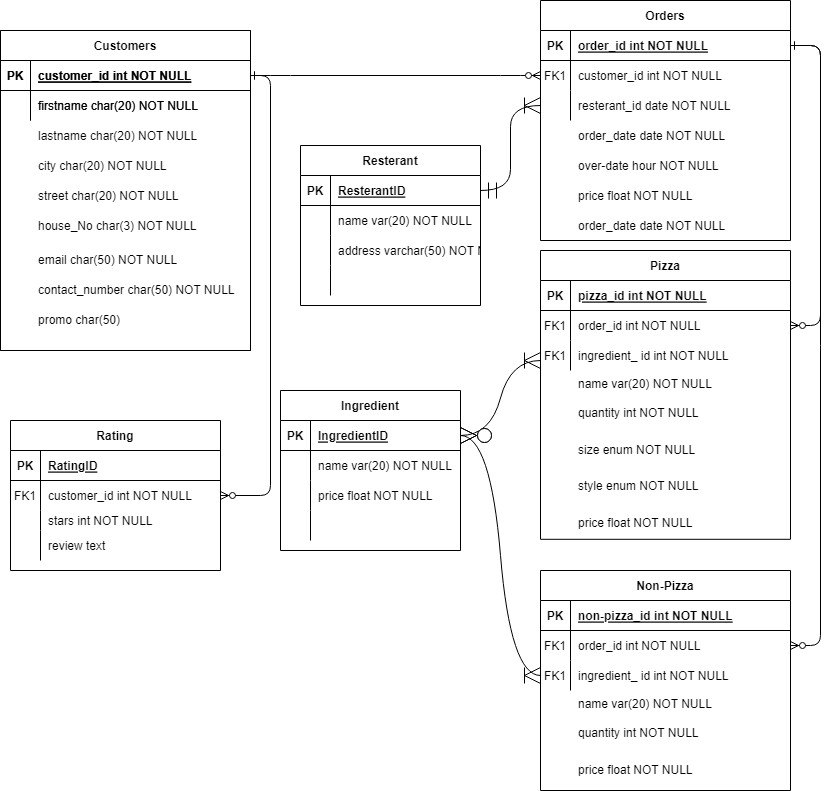 Customers
PK customer_id int NOT NULL
firstname char(20) NOT NULL
lastname char(20) NOT NULL
city char(20) NOT NULL
street char(20) NOT NULL
house_No char(3) NOT NULL
email char(50) NOT NULL
contact_number char(50) NOT NULL
promo char(50)
Orders
PK order_id int NOT NULL
FK1 customer_id int NOT NULL
resterant_id date NOT NULL
order_date date NOT NULL
over-date hour NOT NULL
price float NOT NULL
order_date date NOT NULL
Resterant
PK ResterantID
name var(20) NOT NULL
address varchar(50) NOT
Pizza
PK pizza_id int NOT NULL
FK1 order_id int NOT NULL
FK1 ingredient_ id int NOT NULL
name var(20) NOT NULL
quantity int NOT NULL
size enum NOT NULL
style enum NOT NULL
price float NOT NULL
Ingredient
PK IngredientID
name var(20) NOT NULL
price float NOT NULL
Rating
PK RatingID
FK1 customer_id int NOT NULL
stars int NOT NULL
review text
Non-Pizza
PK non-pizza_id int NOT NULL
FK1 order_id int NOT NULL
FK1 ingredient_ id int NOT NULL
name var(20) NOT NULL
quantity int NOT NULL
price float NOT NULL